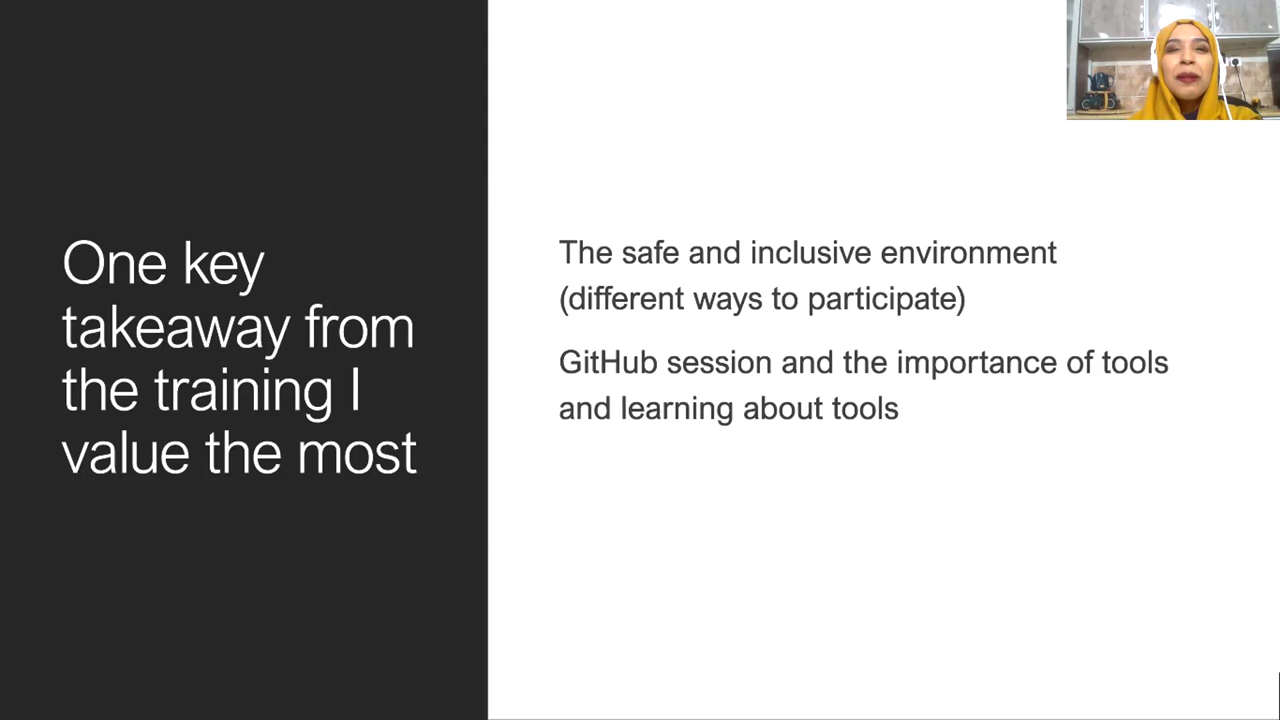 One key
takeaway from
the training I
value the most
The safe and inclusive environment
(different ways to participate)
GitHub session and the importance of tools
and learning about tools